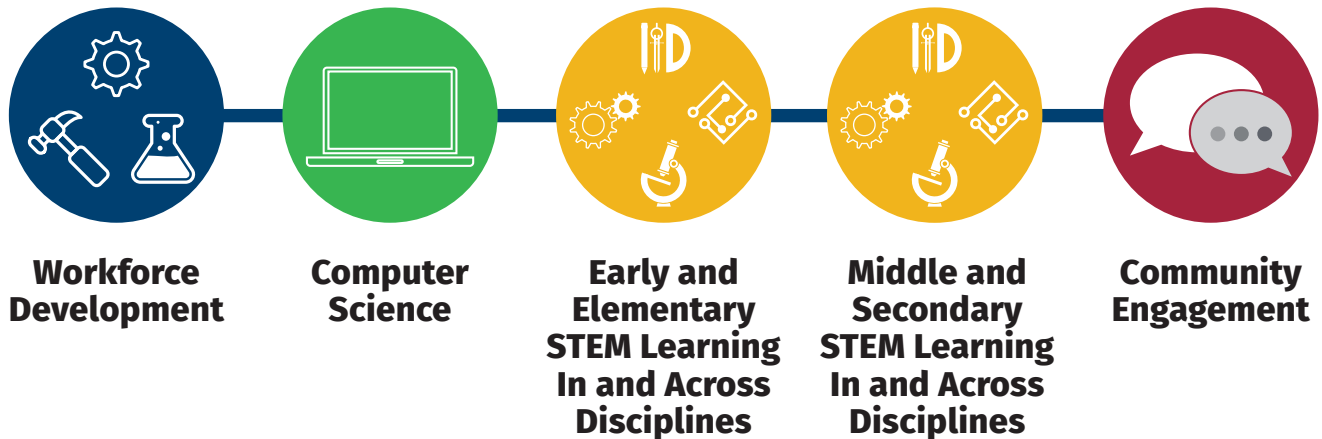 Workforce
Development
Computer
Science
Early and
Elementary
STEM Learning
In and Across
Disciplines
Middle and
Secondary
STEM Learning
In and Across
Disciplines
Community
Engagement